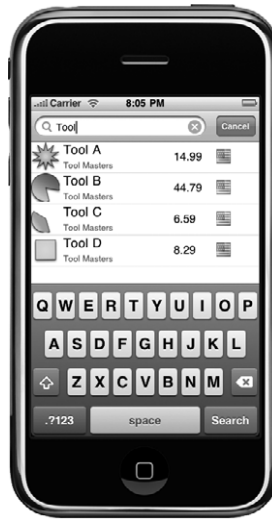 Carrier 8:05 PM
Tool Cancel
Tool A
Tool Masters
14.99
Tool B
Tool Masters
44.79
Tool C
Tool Masters
6.59
Tool D
Tool Masters
8.29
Q W E R T Y U I O P
A S D F G H J K L
Z X C V B N M
.?123 space Search